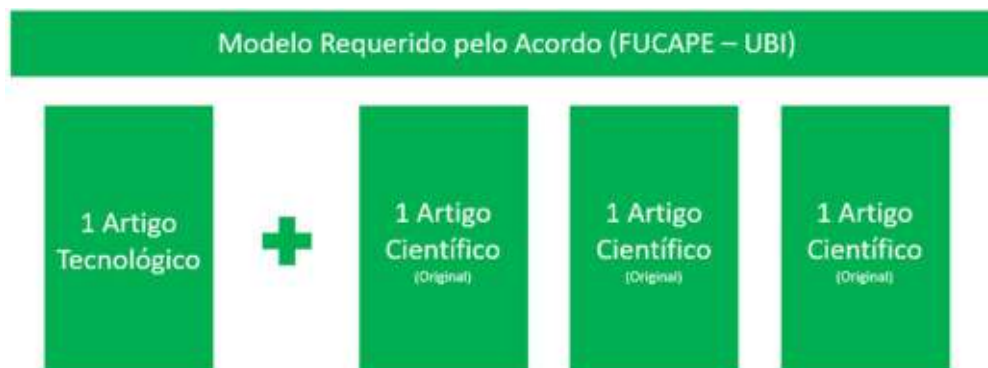 Modelo Requerido pelo Acordo (FUCAPE – UBI)
1 Artigo
Tecnológico
1 Artigo
Científico
(Original)
1 Artigo
Científico
(Original)
1 Artigo
Científico
(Original)